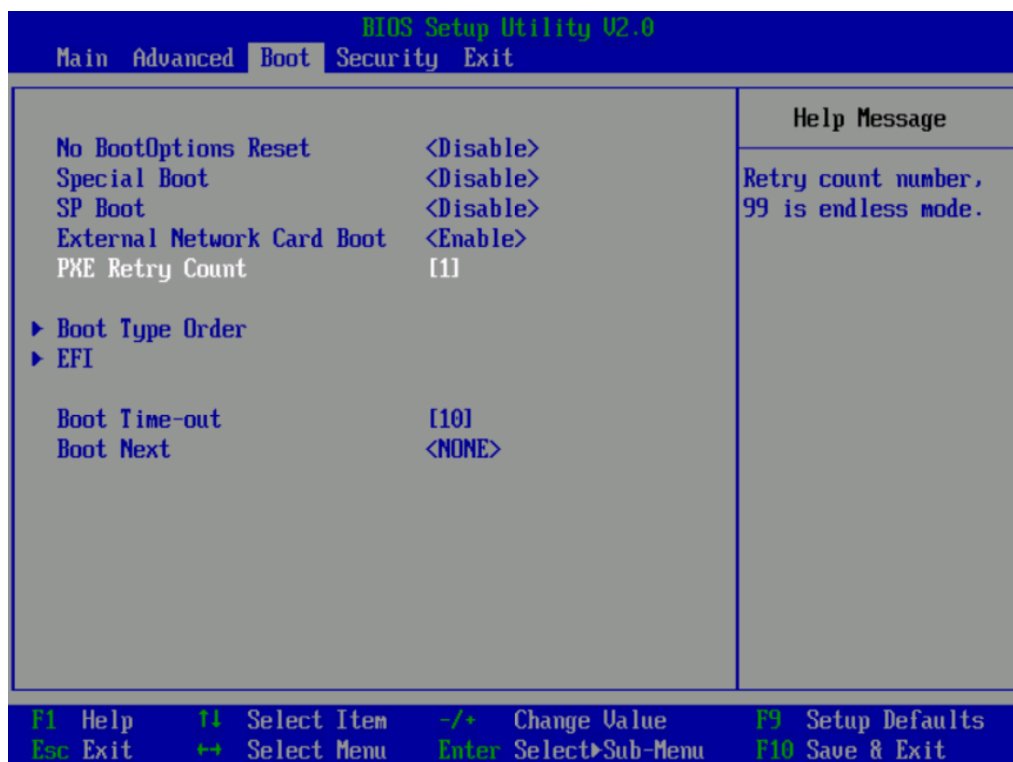 BIOS Setup Utility V2.0
Main Advanced Boot Security Exit
Help Message
No BootOptions Reset <Disable>
Special Boot <Disable>
SP Boot <Disable>
External Network Card Boot <Enable>
PXE Retry Count [1]
Retry count number,
99 is endless mode.
▶ Boot Type Order
▶ EFI
Boot Time-out [10]
Boot Next <NONE>
F1 Help ↑↓ Select Item -/+ Change Value F9 Setup Defaults
Esc Exit ←→ Select Menu Enter Select▶Sub-Menu F10 Save & Exit